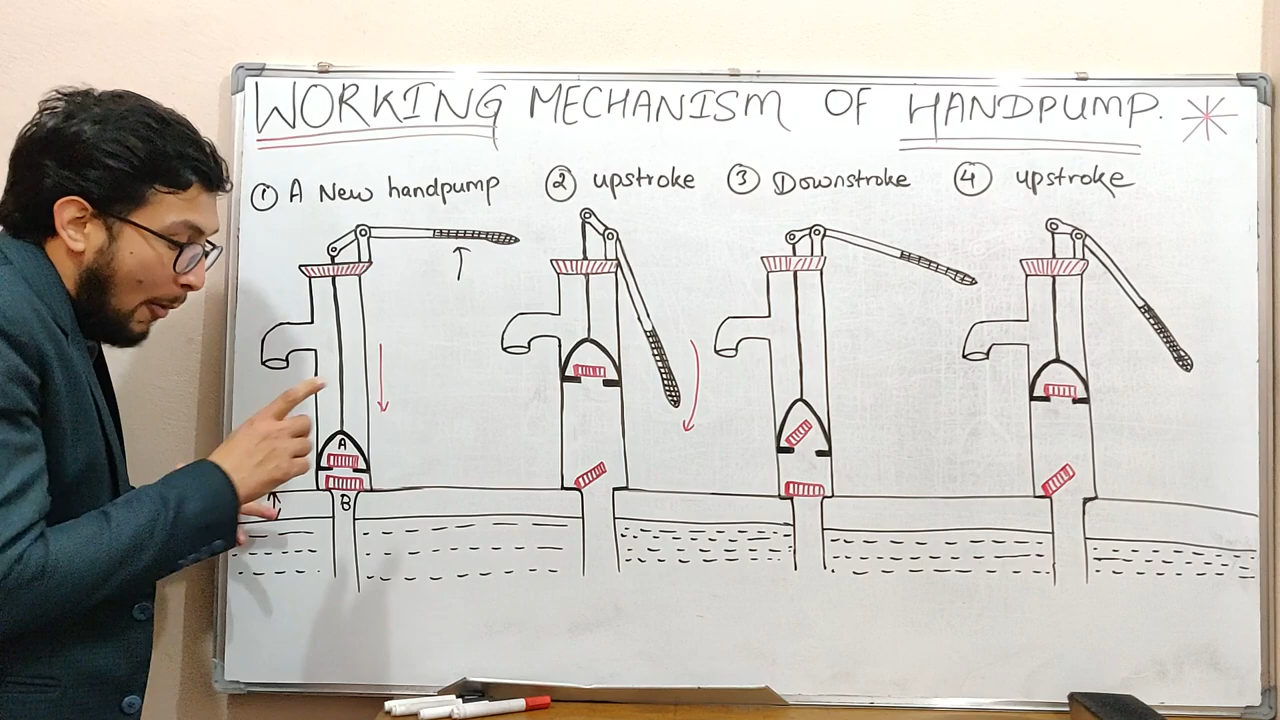 WORKING MECHANISM OF HANDPUMP.
① A New handpump
② upstroke
③ Downstroke
④ upstroke
A
B